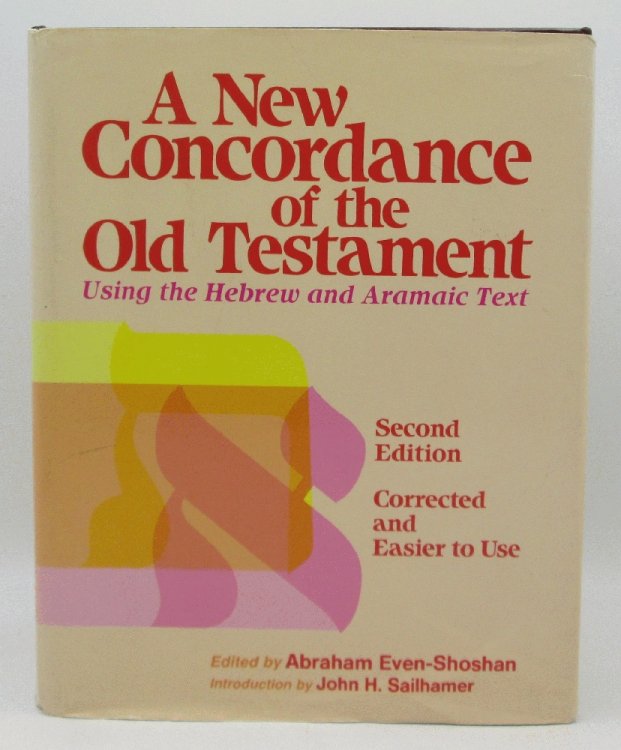 A New
Concordance
of the
Old Testament
Using the Hebrew and Aramaic Text
Second
Edition
Corrected
and
Easier to Use
Edited by Abraham Even-Shoshan
Introduction by John H. Sailhamer